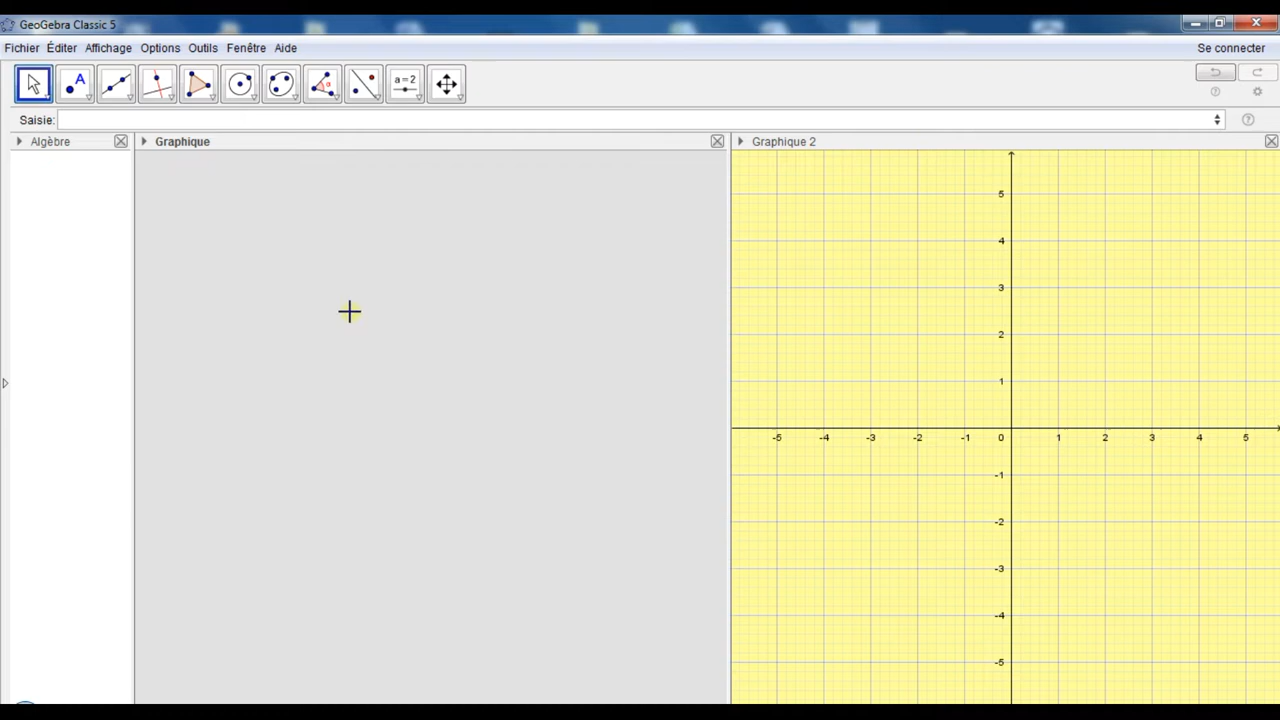 GeoGebra Classic 5
Fichier Éditer Affichage Options Outils Fenêtre Aide Se connecter
A α a = 2
Saisie:
Algèbre Graphique Graphique 2
5
4
3
2
1
-5 -4 -3 -2 -1 0 1 2 3 4 5
-1
-2
-3
-4
-5